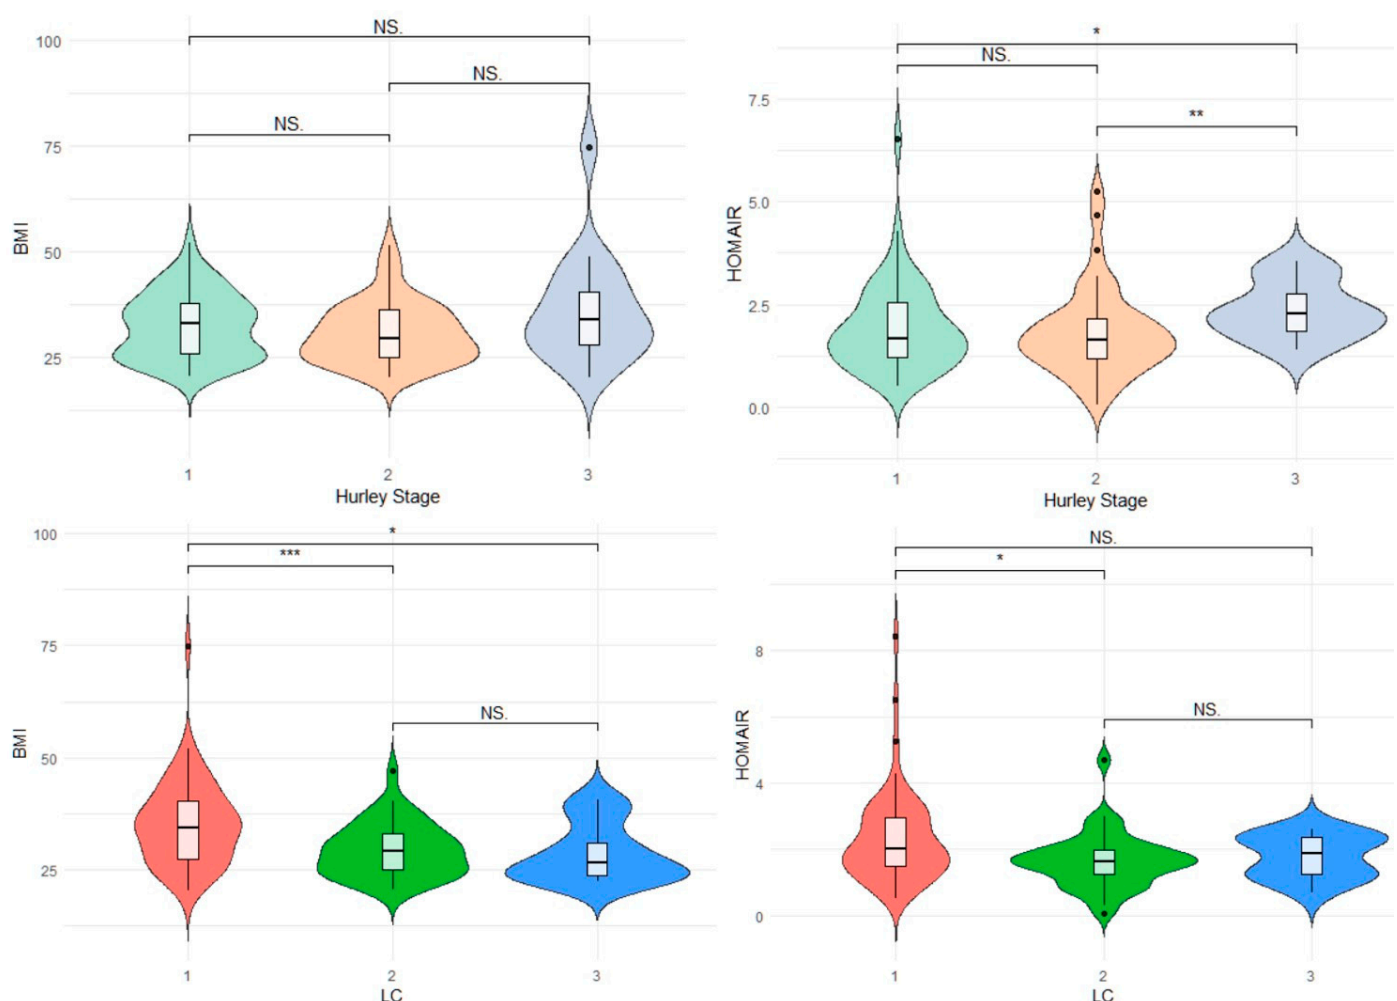 NS.
100
NS.
NS.
75
BMI
50
25
1 2 3
Hurley Stage
*
NS.
7.5
**
5.0
HOMAIR
2.5
0.0
1 2 3
Hurley Stage
*
100
***
75
NS.
BMI
50
25
1 2 3
LC
NS.
*
8
NS.
HOMAIR
4
0
1 2 3
LC